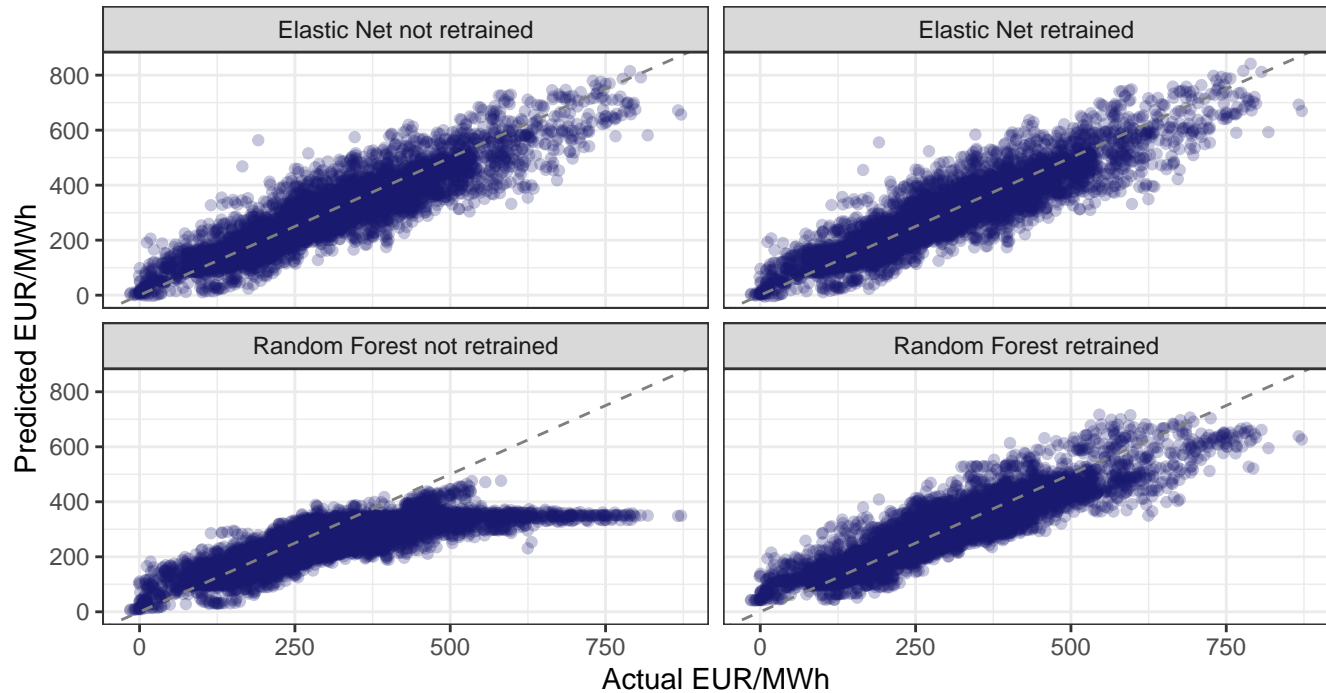 Elastic Net not retrained
Elastic Net retrained
800
600
400
200
0
Predicted EUR/MWh
Random Forest not retrained
Random Forest retrained
800
600
400
200
0
0 250 500 750
0 250 500 750
Actual EUR/MWh